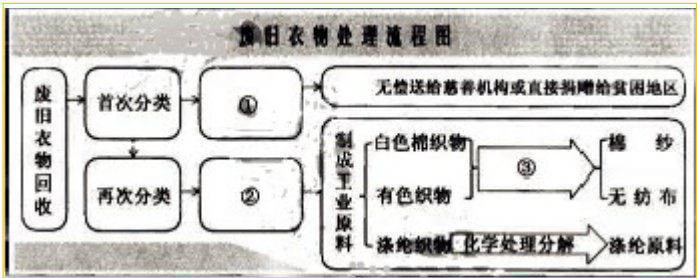 废旧衣物处理流程图
废旧衣物回收
首次分类
①
无偿送给慈善机构或直接捐赠给贫困地区
再次分类
②
制成工业原料
白色棉织物
有色织物
涤纶织物
③
化学处理分解
棉纱
无纺布
涤纶原料